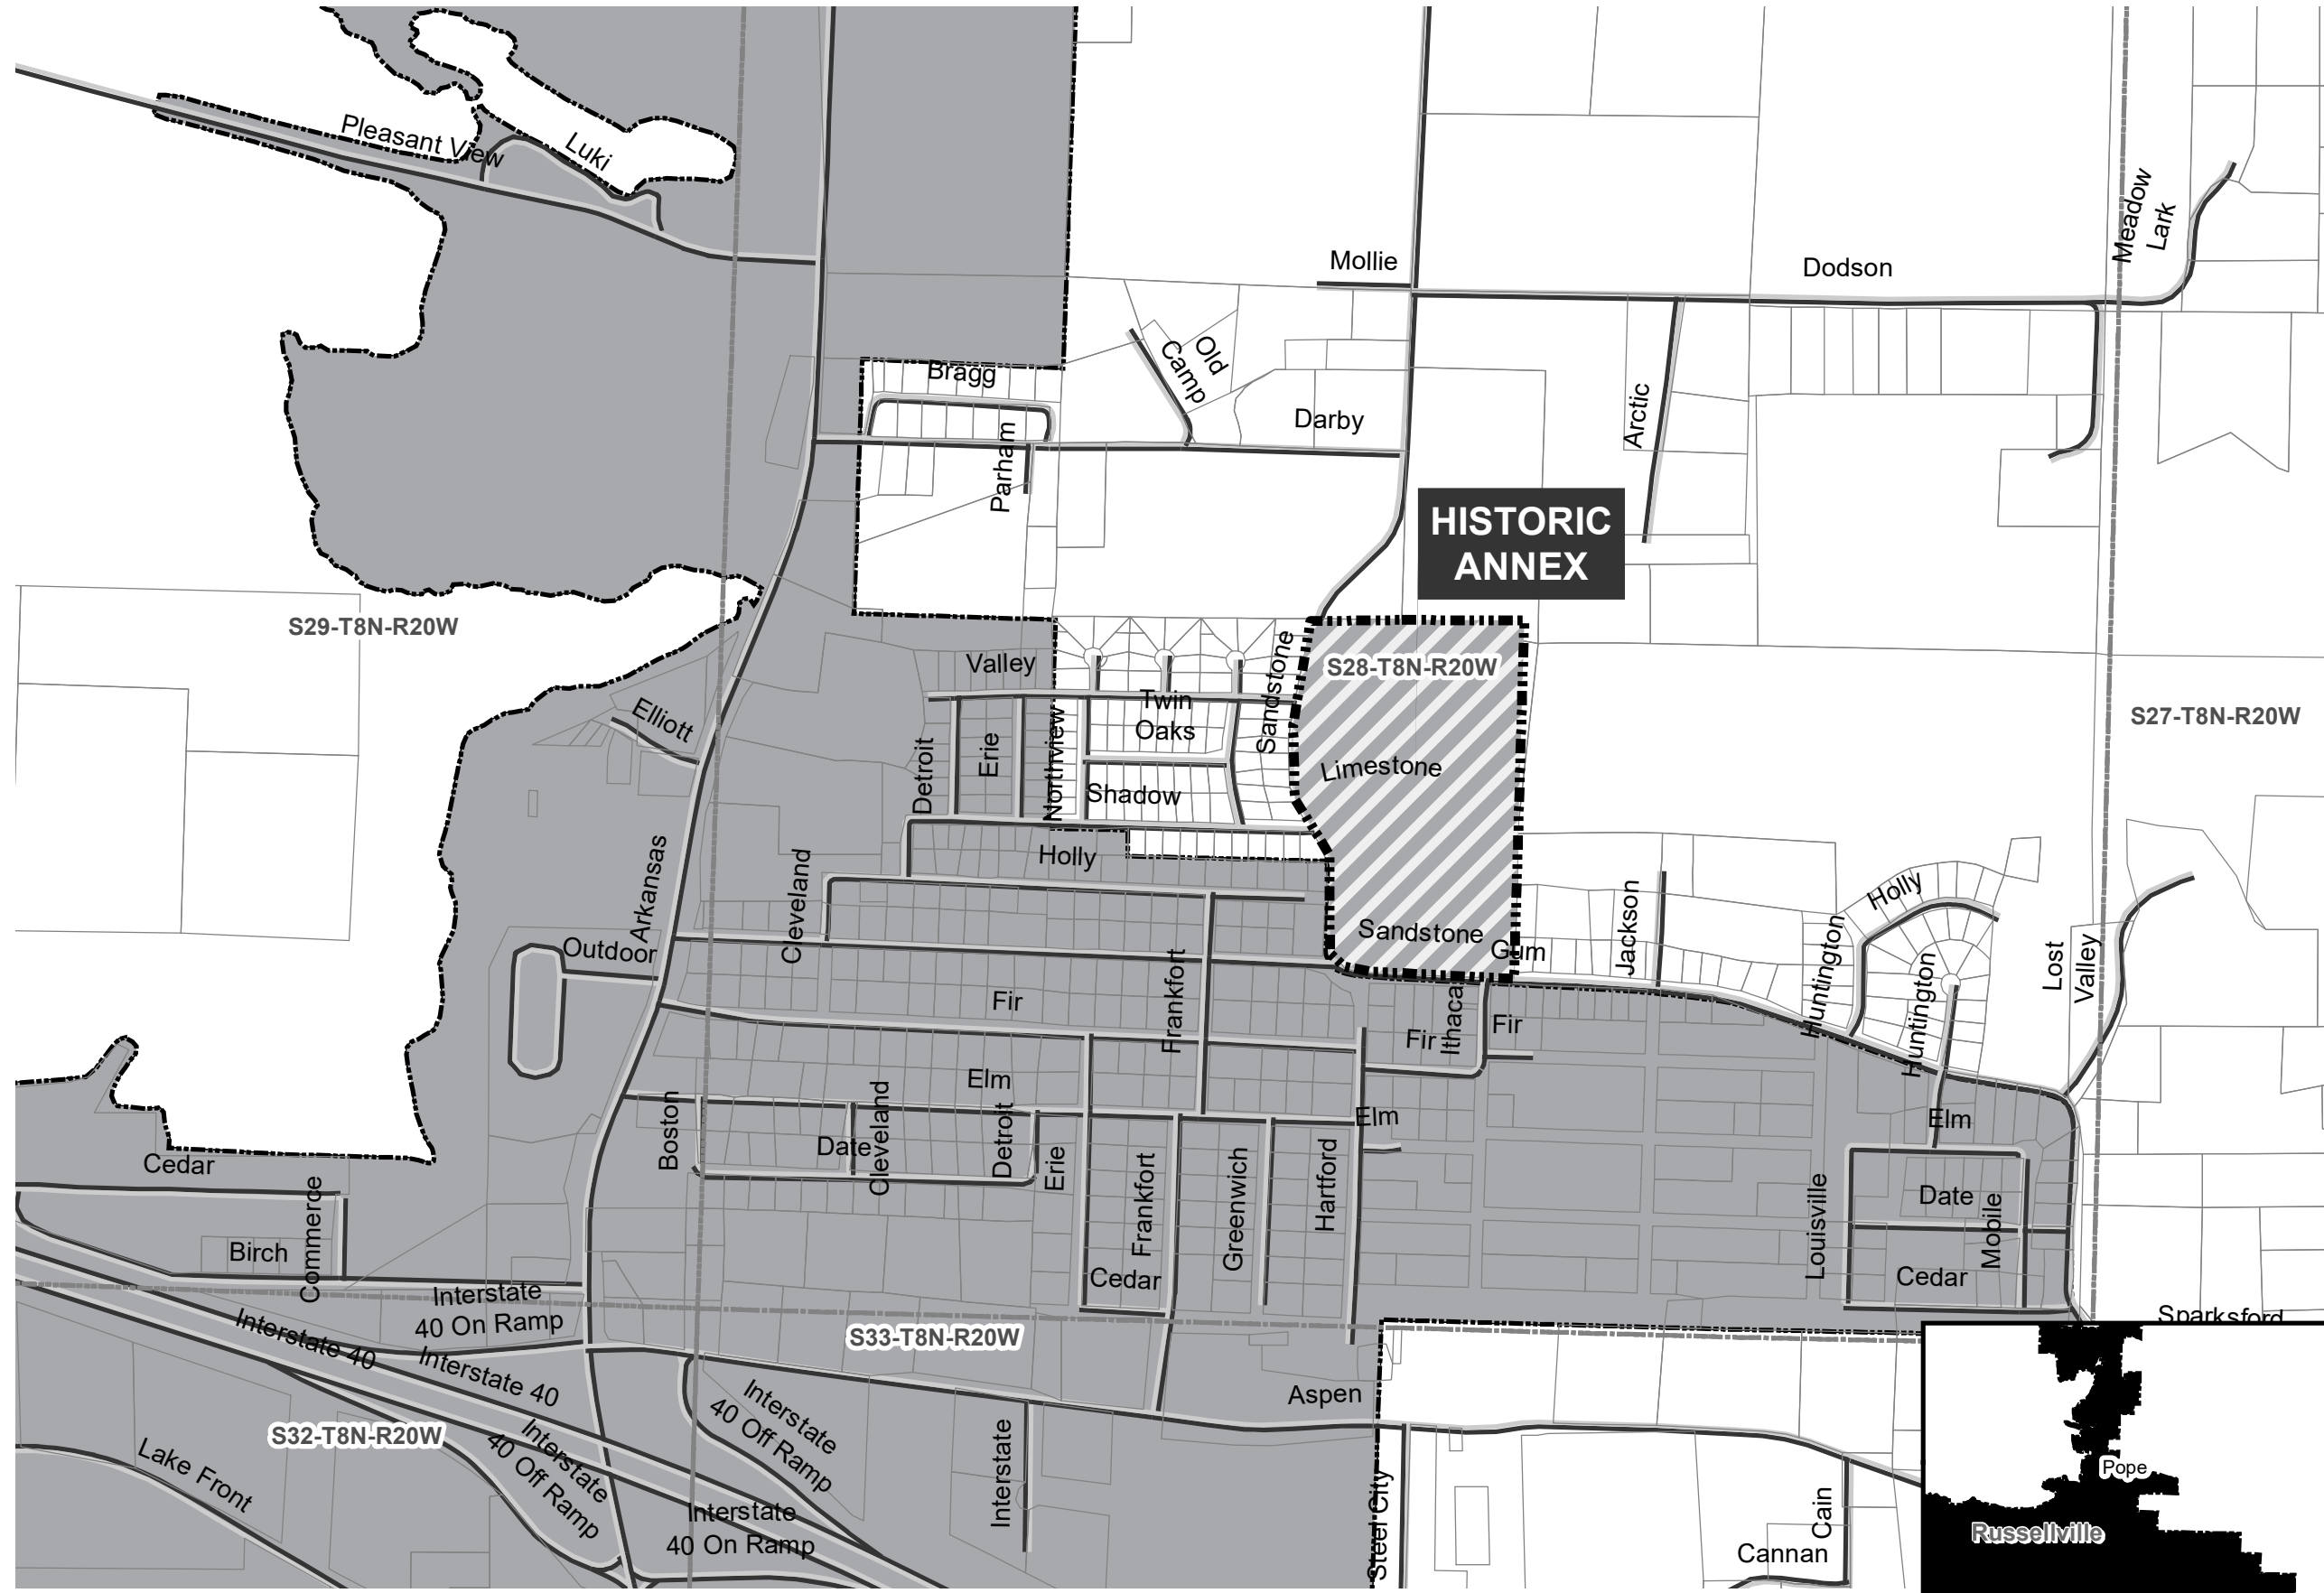 Pleasant View
Luki
Meadow
Lark
Mollie
Dodson
Bragg
Old
Camp
Darby
Arctic
Parham
HISTORIC
ANNEX
S29-T8N-R20W
Valley
Sandstone
S28-T8N-R20W
S27-T8N-R20W
Elliott
Twin
Oaks
Detroit
Erie
Northview
Limestone
Shadow
Holly
Arkansas
Cleveland
Holly
Outdoor
Sandstone
Gum
Jackson
Huntington
Lost
Valley
Frankfort
Huntington
Fir
Ithaca
Fir
Fir
Elm
Boston
Cleveland
Detroit
Elm
Elm
Date
Erie
Cedar
Frankfort
Greenwich
Hartford
Louisville
Date
Mobile
Commerce
Birch
Cedar
Cedar
Interstate
40 On Ramp
Sparksford
Interstate 40
S33-T8N-R20W
Interstate 40
Aspen
Interstate
40 Off Ramp
S32-T8N-R20W
Interstate
40 Off Ramp
Lake Front
Interstate
Interstate
40 On Ramp
Steel City
Cain
Cannan
Pope
Russellville